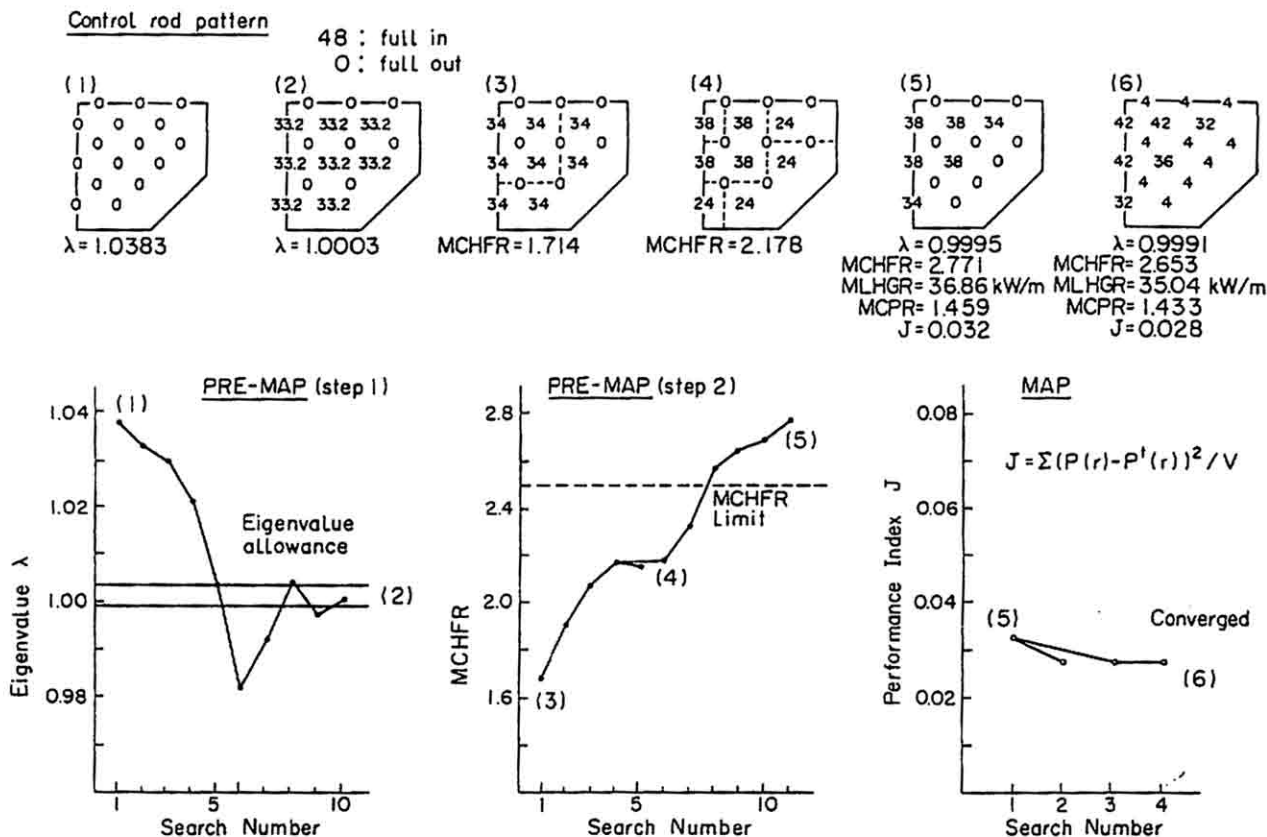 Control rod pattern
48 : full in
0 : full out
(1)
0 0 0
0 0 0
0 0 0
0 0 0
0 0
0 0
λ = 1.0383
(2)
0 0 0
33.2 33.2 33.2
0 0 0
33.2 33.2 33.2
0 0
33.2 33.2
λ = 1.0003
(3)
0 0 0
34 34 34
0 0 0
34 34 34
0 0
34 34
MCHFR = 1.714
(4)
0 0 0
38 38 24
0 0 0
38 38 24
0 0
24 24
MCHFR = 2.178
(5)
0 0 0
38 38 34
0 0 0
38 38 0
0 0
34 0
λ = 0.9995
MCHFR = 2.771
MLHGR = 36.86 kW/m
MCPR = 1.459
J = 0.032
(6)
4 4 4
42 42 32
4 4 4
42 36 4
4 4
32 4
λ = 0.9991
MCHFR = 2.653
MLHGR = 35.04 kW/m
MCPR = 1.433
J = 0.028
PRE-MAP (step 1)
Eigenvalue λ
1.04
1.02
1.00
0.98
(1)
Eigenvalue
allowance
(2)
1 5 10
Search Number
PRE-MAP (step 2)
MCHFR
2.8
2.4
2.0
1.6
(5)
MCHFR
Limit
(4)
(3)
1 5 10
Search Number
MAP
Performance Index J
0.08
0.06
0.04
0.02
J = Σ(P(r)-Pᵗ(r))²/V
(5)
Converged
(6)
1 2 3 4
Search Number